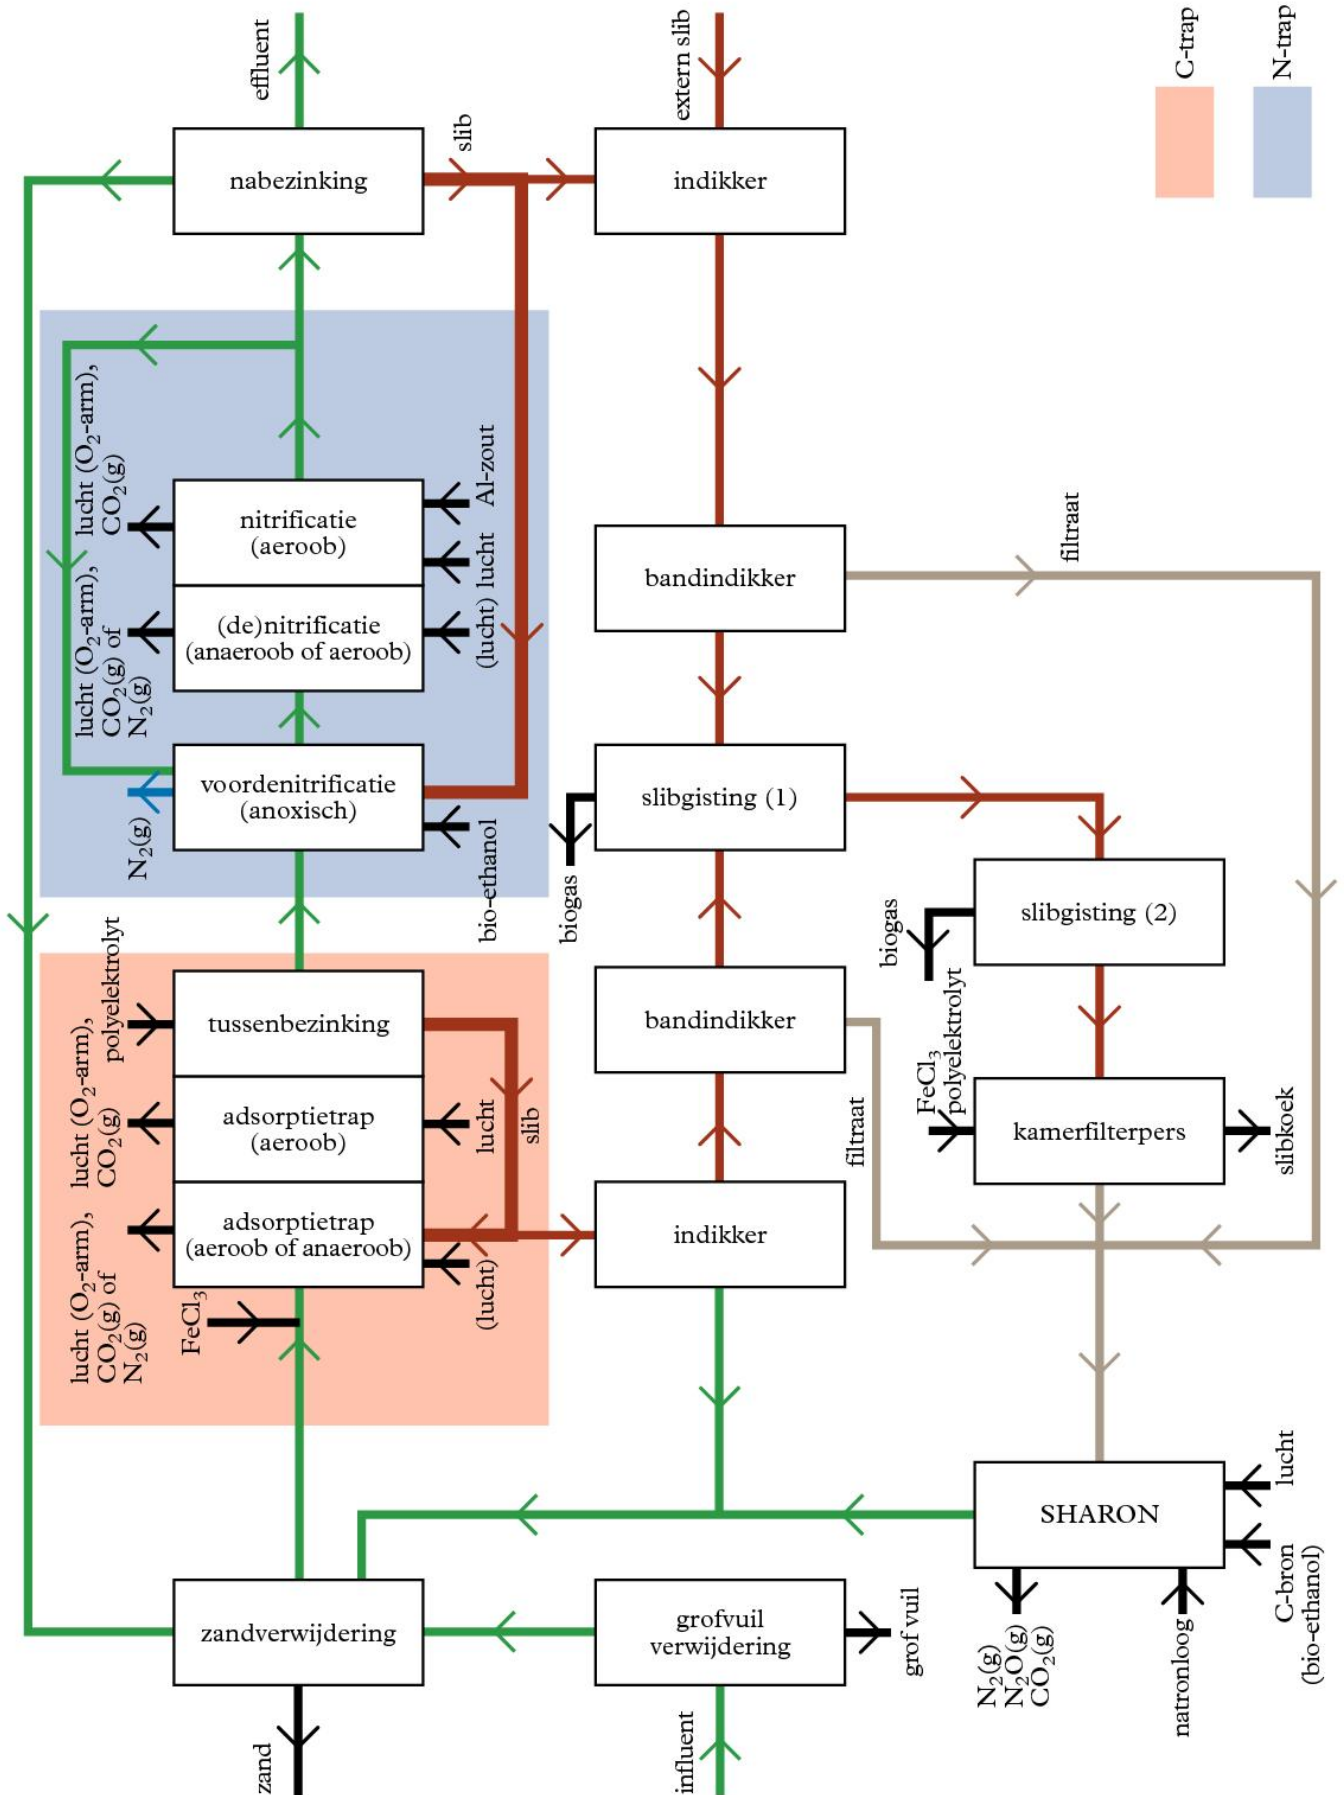 effluent
extern slib
C-trap
N-trap
nabezinking
slib
indikker
lucht (O₂-arm),
CO₂(g)
nitrificatie
(aeroob)
Al-zout
lucht
filtraat
bandindikker
lucht (O₂-arm),
CO₂(g) of
N₂(g)
(de)nitrificatie
(anaeroob of aeroob)
(lucht)
N₂(g)
voordenitrificatie
(anoxisch)
bio-ethanol
slibgisting (1)
biogas
slibgisting (2)
biogas
polyelektrolyt
tussenbezinking
bandindikker
lucht (O₂-arm),
CO₂(g)
adsorptietrap
(aeroob)
lucht
slib
filtraat
FeCl₃
polyelektrolyt
kamerfilterpers
slibkoek
lucht (O₂-arm),
CO₂(g) of
N₂(g)
adsorptietrap
(aeroob of anaeroob)
(lucht)
indikker
FeCl₃
SHARON
lucht
C-bron
(bio-ethanol)
natronloog
N₂(g)
N₂O(g)
CO₂(g)
zandverwijdering
grofvuil
verwijdering
grof vuil
zand
influent